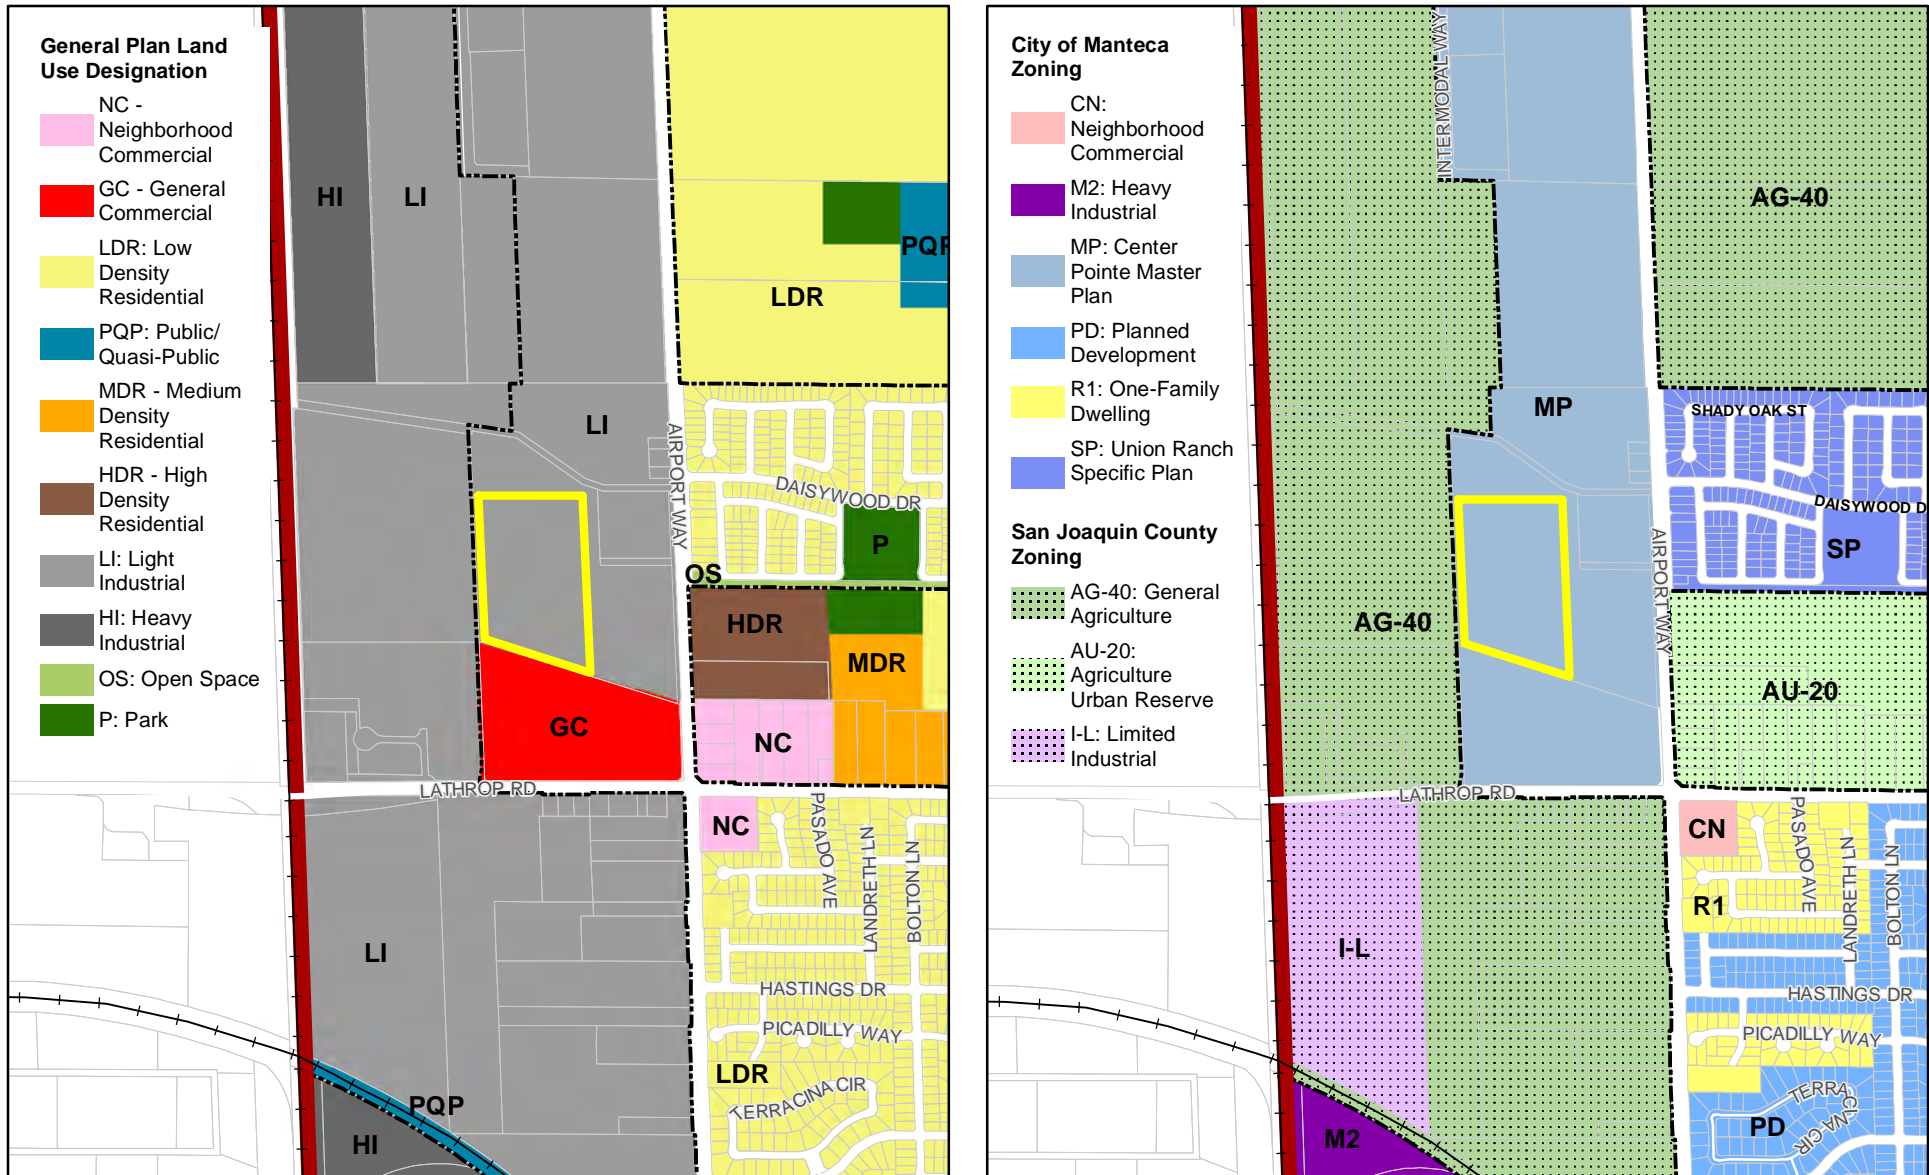 General Plan Land
Use Designation
NC -
Neighborhood
Commercial
GC - General
Commercial
LDR: Low
Density
Residential
PQP: Public/
Quasi-Public
MDR - Medium
Density
Residential
HDR - High
Density
Residential
LI: Light
Industrial
HI: Heavy
Industrial
OS: Open Space
P: Park
HI
LI
PQP
LDR
LI
AIRPORT WAY
DAISYWOOD DR
P
OS
HDR
MDR
GC
NC
LATHROP RD
NC
PASADO AVE
LANDRETH LN
BOLTON LN
LI
HASTINGS DR
PICADILLY WAY
LDR
TERRACINA CIR
PQP
HI
City of Manteca
Zoning
CN:
Neighborhood
Commercial
M2: Heavy
Industrial
MP: Center
Pointe Master
Plan
PD: Planned
Development
R1: One-Family
Dwelling
SP: Union Ranch
Specific Plan
San Joaquin County
Zoning
AG-40: General
Agriculture
AU-20:
Agriculture
Urban Reserve
I-L: Limited
Industrial
INTERMODAL WAY
AG-40
MP
SHADY OAK ST
DAISYWOOD D
SP
AIRPORT WAY
AG-40
AU-20
LATHROP RD
CN
PASADO AVE
LANDRETH LN
BOLTON LN
R1
I-L
HASTINGS DR
PICADILLY WAY
TERRACINA CIR
PD
M2